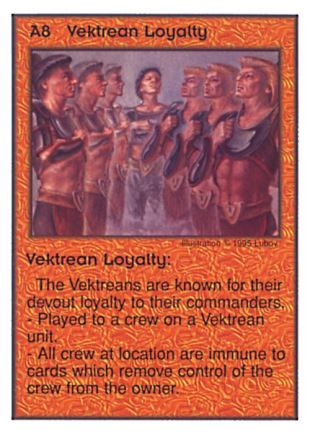 A8 Vektrean Loyalty
Illustration © 1995 Lubov
Vektrean Loyalty:
The Vektreans are known for their
devout loyalty to their commanders.
- Played to a crew on a Vektrean
unit.
- All crew at location are immune to
cards which remove control of the
crew from the owner.